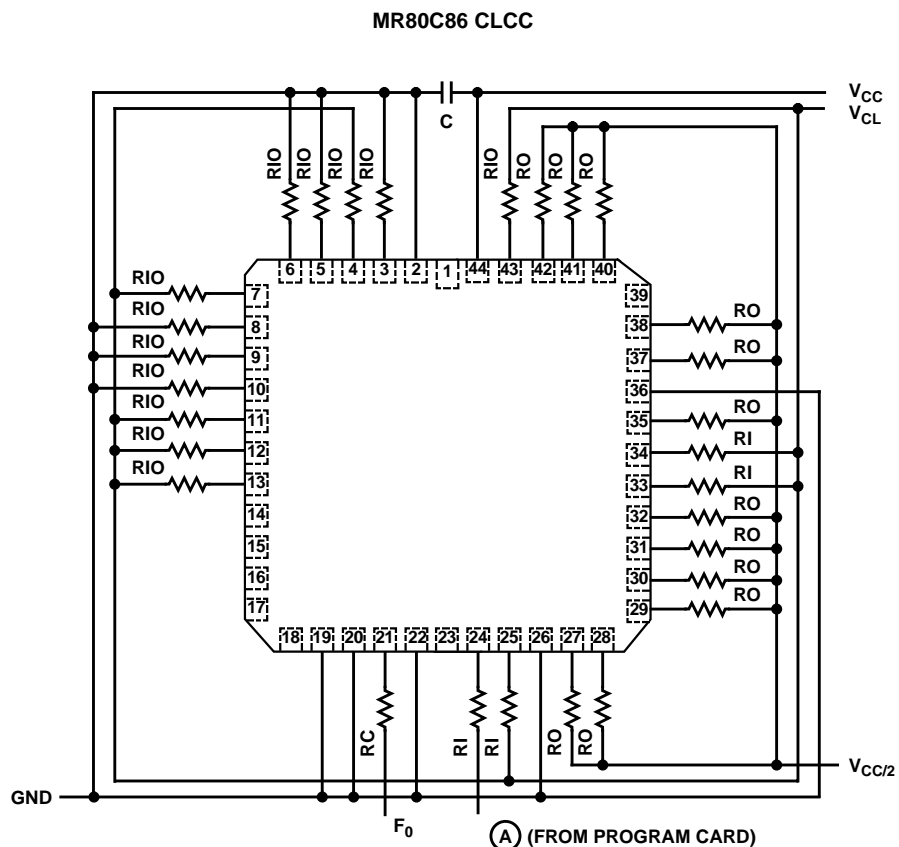 MR80C86 CLCC
VCC
VCL
C
RIO RIO RIO RIO RIO RO RO RO
6 5 4 3 2 1 44 43 42 41 40
RIO 7 39
RIO 8 38 RO
RIO 9 37 RO
RIO 10 36
RIO 11 35 RO
RIO 12 34 RI
RIO 13 33 RI
14 32 RO
15 31 RO
16 30 RO
17 29 RO
18 19 20 21 22 23 24 25 26 27 28
RC RI RI RO RO
VCC/2
GND
F0
A (FROM PROGRAM CARD)